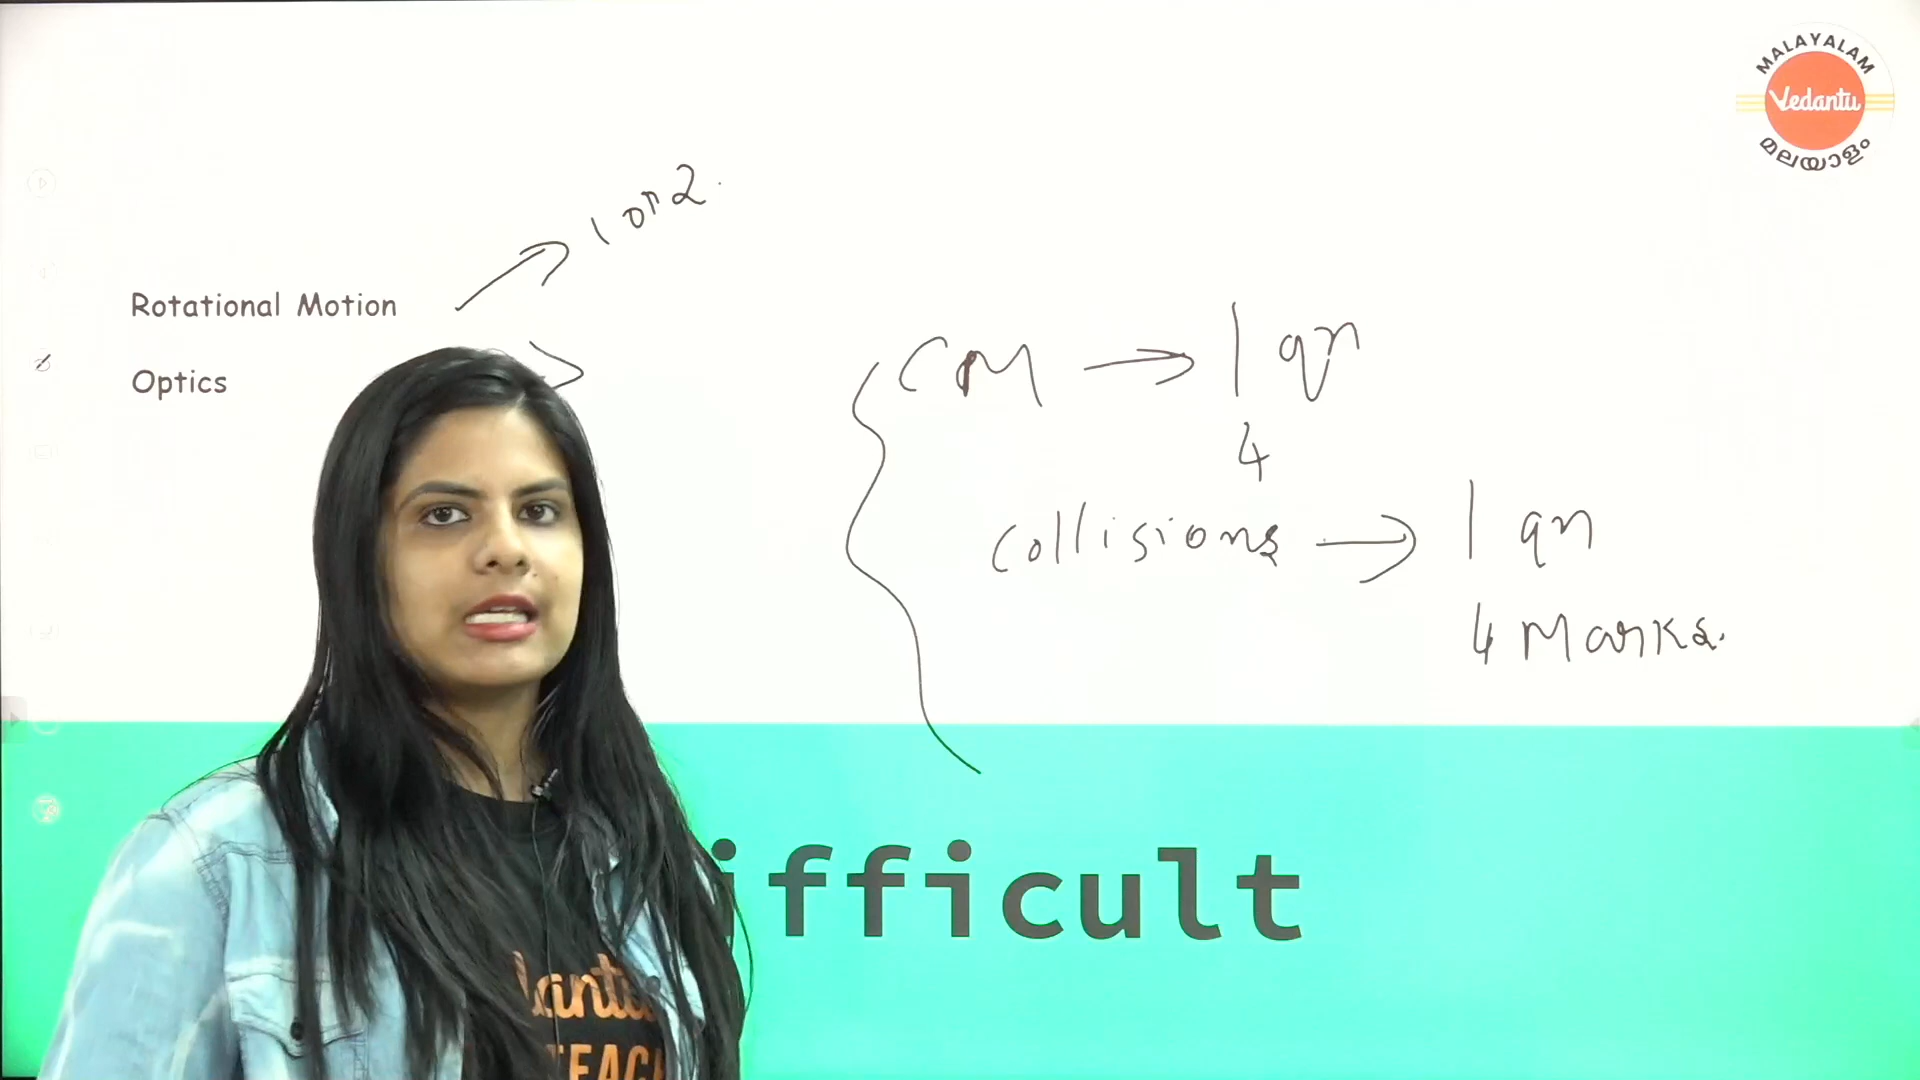 MALAYALAM
Vedantu
മലയാളം
1 or 2.
Rotational Motion
Optics
CM → 1 qn
4
collisions → 1 qn
4 Marks.
ifficult
TEACH